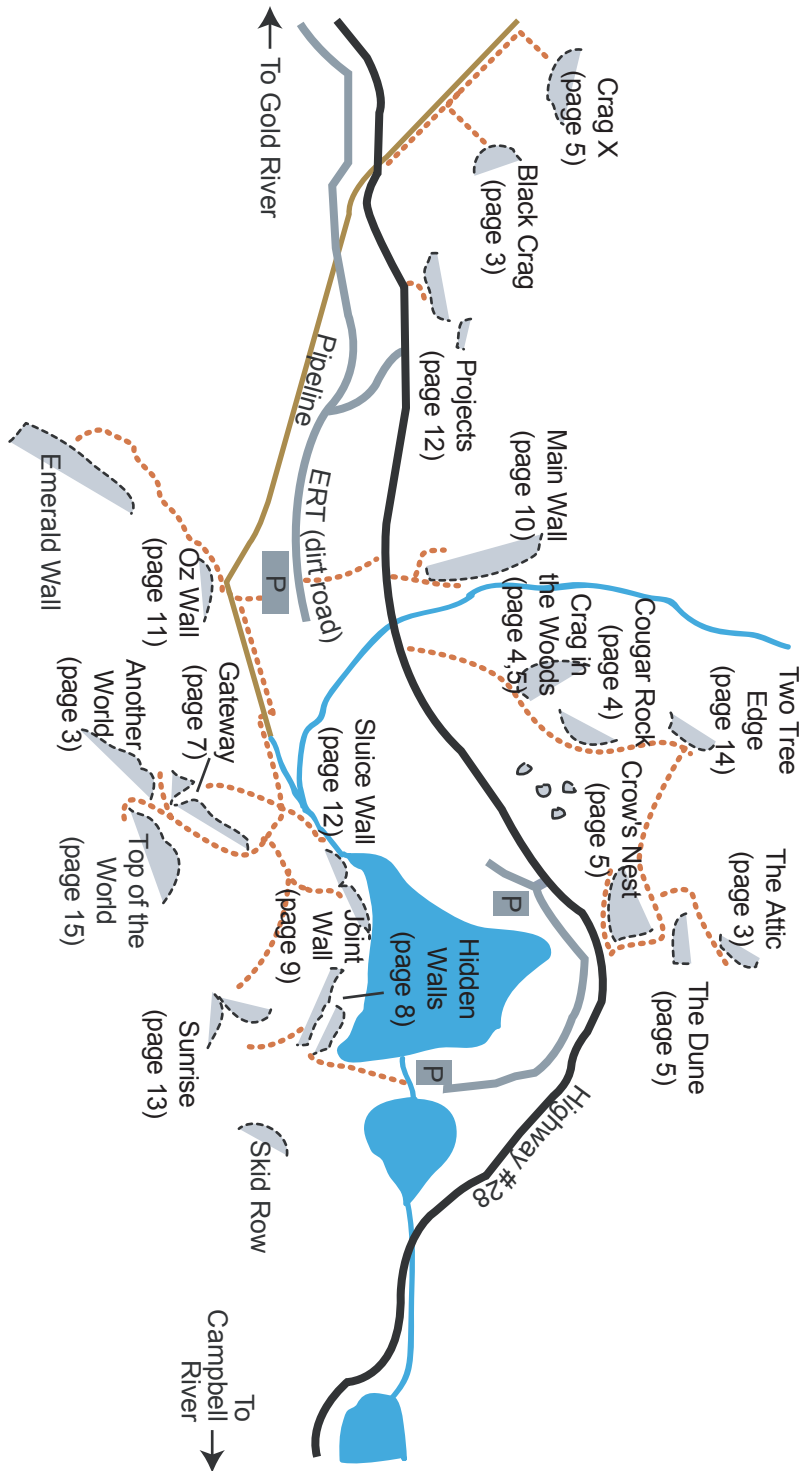 Crag X
(page 5)
Black Crag
(page 3)
To Gold River
Projects
(page 12)
Pipeline
ERT (dirt road)
Main Wall
(page 10)
Emerald Wall
Oz Wall
(page 11)
P
Crag in
the Woods
(page 4,5)
Cougar Rock
(page 4)
Two Tree
Edge
(page 14)
Another
World
(page 3)
Gateway
(page 7)
Sluice Wall
(page 12)
Crow's Nest
(page 5)
The Attic
(page 3)
The Dune
(page 5)
Top of the
World
(page 15)
Joint
Wall
(page 9)
Hidden
Walls
(page 8)
P
P
Sunrise
(page 13)
Skid Row
Highway #28
To
Campbell
River